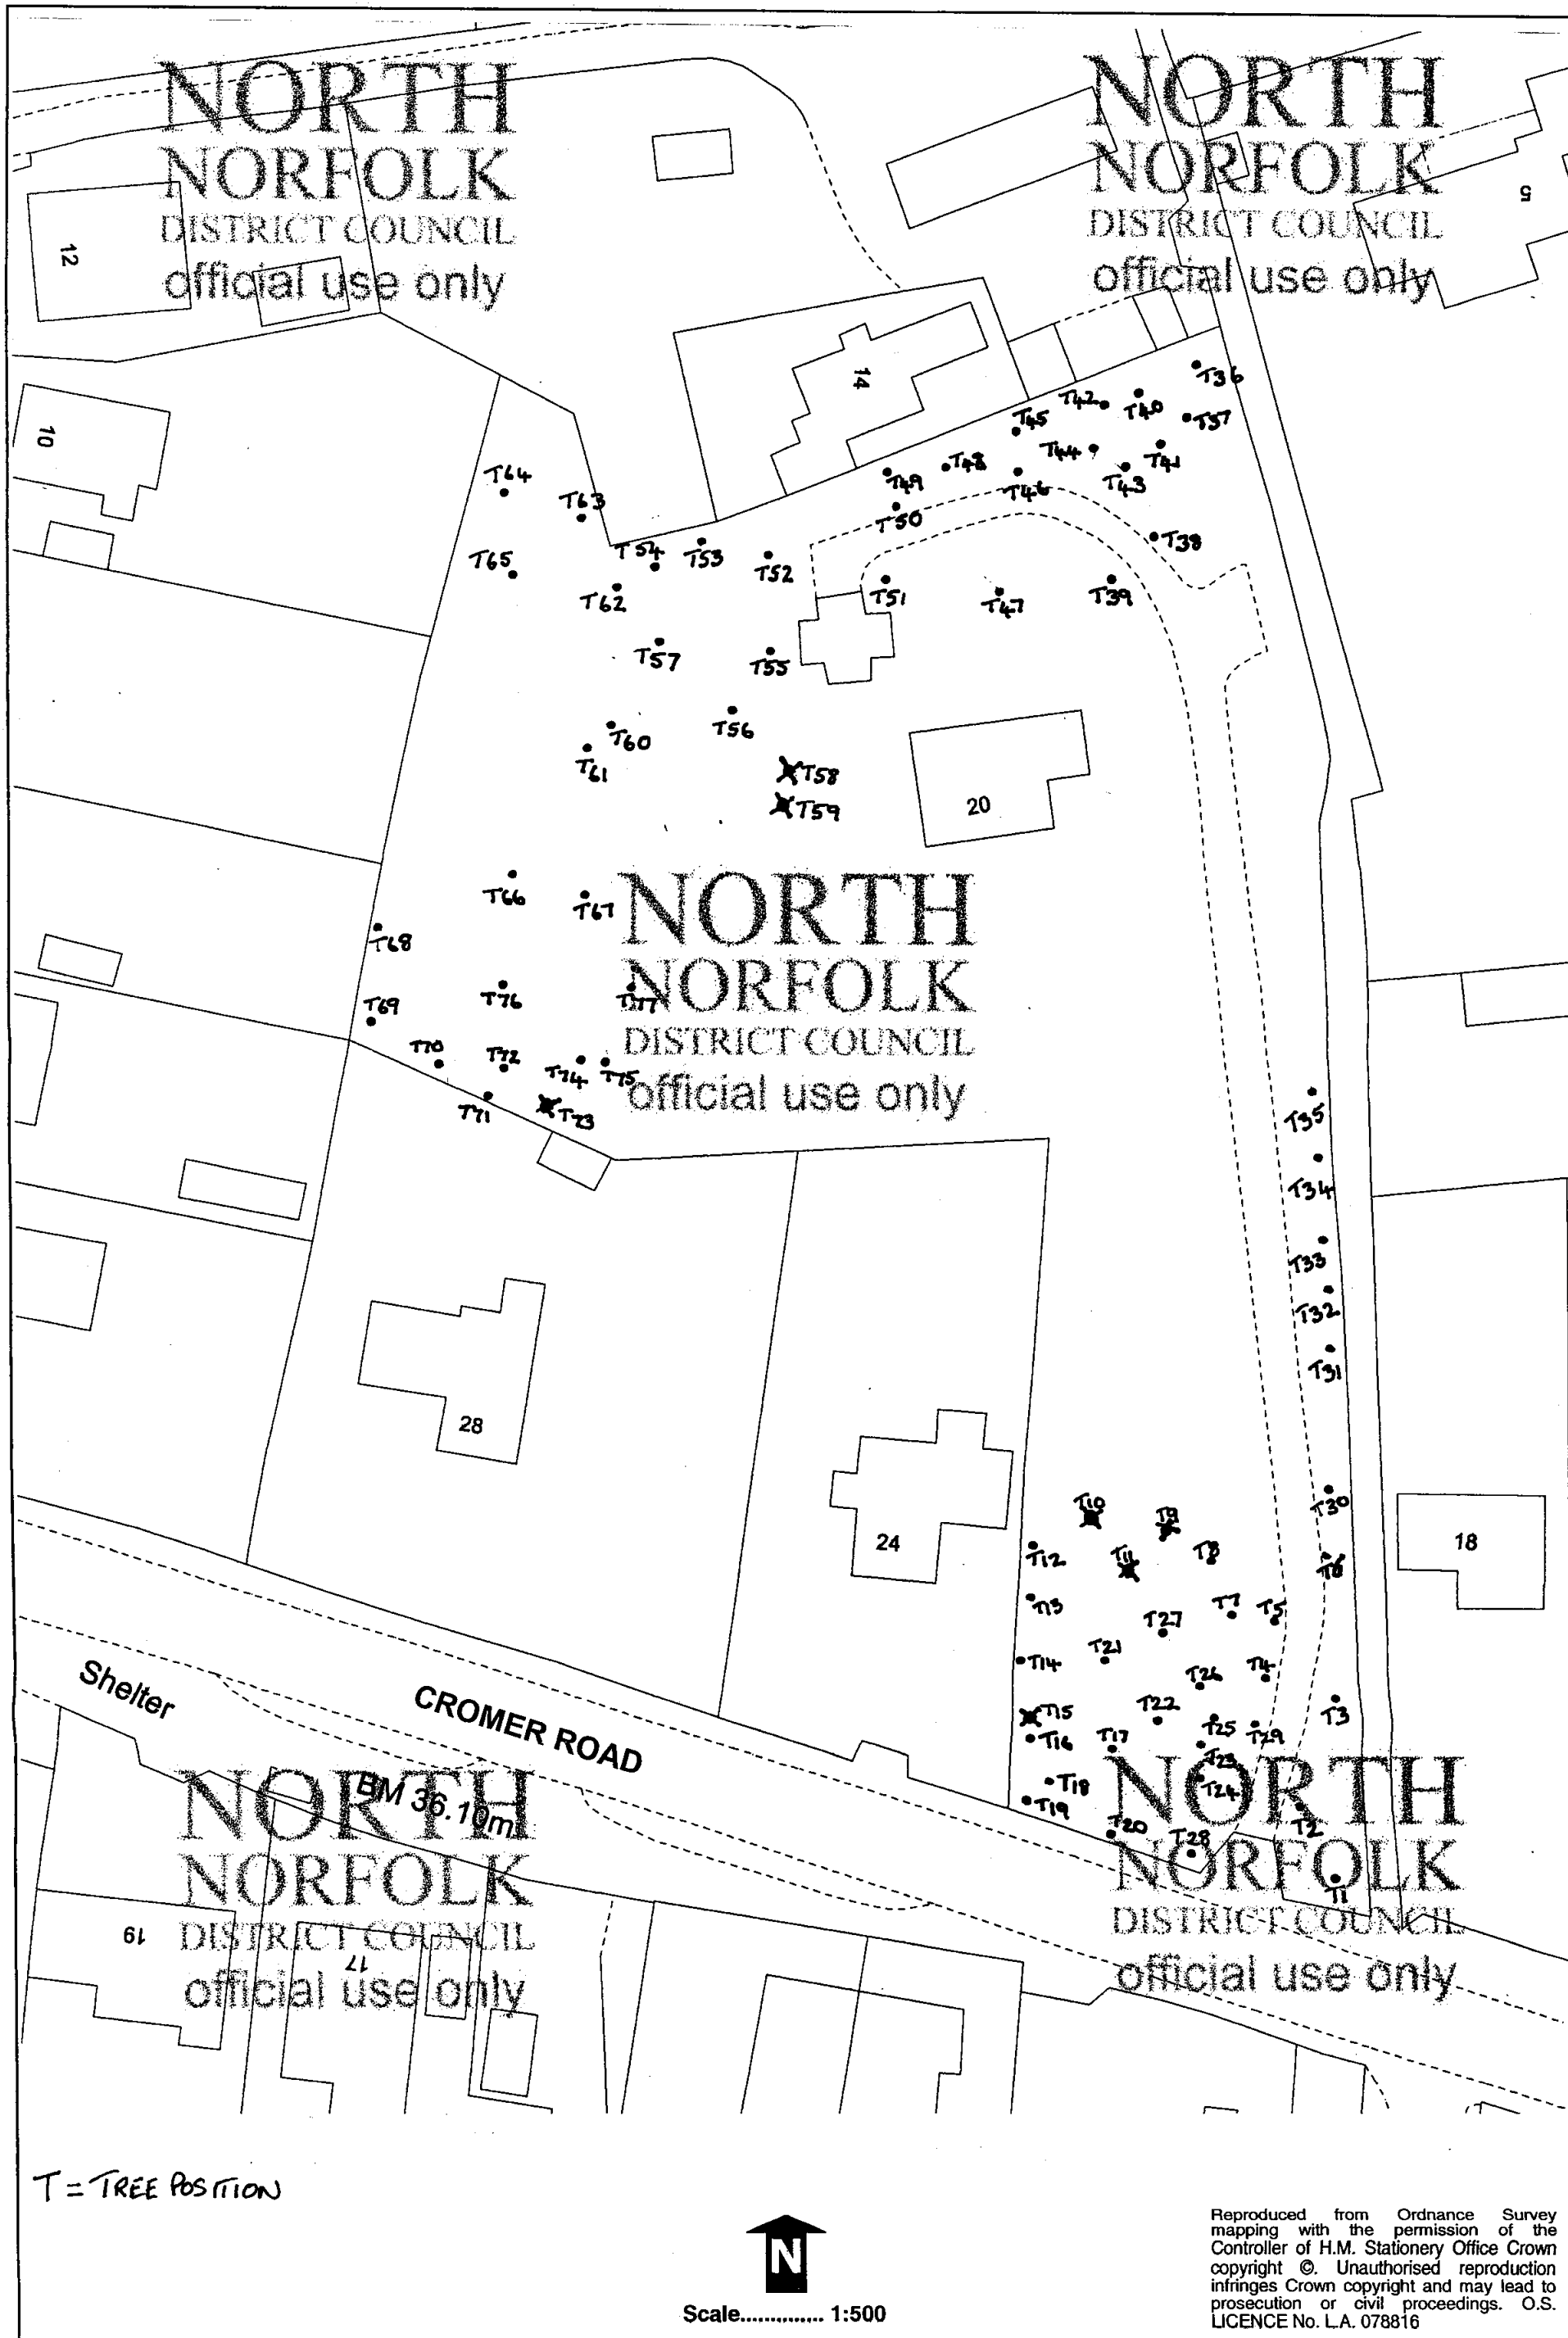 NORTH
NORFOLK
DISTRICT COUNCIL
official use only
NORTH
NORFOLK
DISTRICT COUNCIL
official use only
5
12
14
10
T36
T42
T40
T37
T45
T44
T41
T48
T49
T46
T43
T50
T38
T64
T63
T54
T53
T52
T65
T62
T51
T47
T39
T57
T55
T60
T56
T61
T58
T59
20
T66
T67
T68
NORTH
NORFOLK
DISTRICT COUNCIL
official use only
T76
T77
T69
T70
T72
T74
T75
T71
T73
T35
T34
T33
T32
T31
28
24
18
T10
T9
T30
T12
T11
T8
T6
T13
T27
T7
T5
T14
T21
T26
T4
T15
T22
T3
T16
T17
T25
T29
T23
T18
T24
T19
T20
T28
T2
T1
Shelter
CROMER ROAD
BM 36.10m
NORTH
NORFOLK
DISTRICT COUNCIL
official use only
NORTH
NORFOLK
DISTRICT COUNCIL
official use only
19
17
T = TREE POSITION
N
Scale.............. 1:500
Reproduced from Ordnance Survey
mapping with the permission of the
Controller of H.M. Stationery Office Crown
copyright ©. Unauthorised reproduction
infringes Crown copyright and may lead to
prosecution or civil proceedings. O.S.
LICENCE No. L.A. 078816